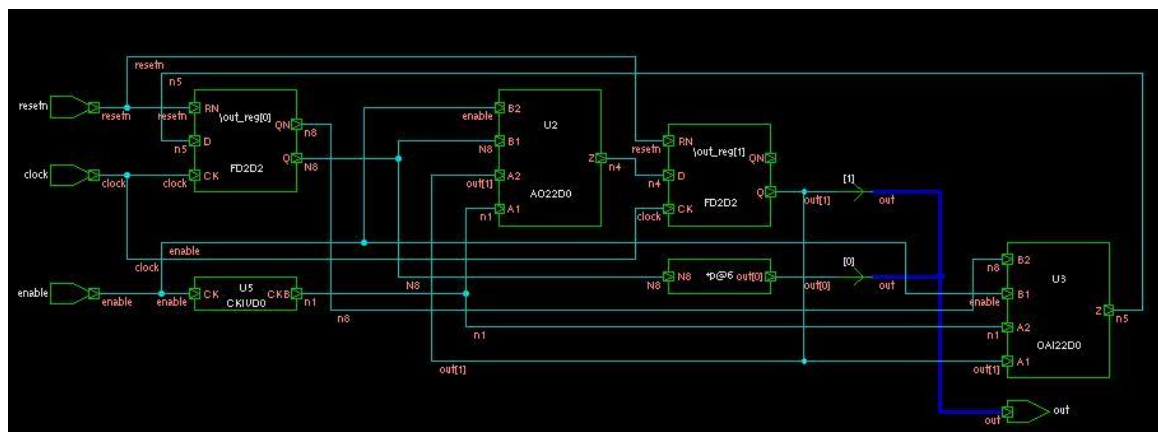 resetn
resetn
resetn
n5
RN
\out_reg[0]
QN
n8
D
n5
Q
N8
CK
clock
FD2D2
clock
clock
enable
enable
enable
CK
U5
CKIVD0
CKB
n1
enable
clock
N8
n8
B2
enable
U2
B1
N8
A2
out[1]
A1
n1
Z
n4
AO22D0
resetn
RN
\out_reg[1]
QN
D
n4
Q
CK
clock
FD2D2
out[1]
[1]
out
N8
N8
*p@6
out[0]
out[0]
[0]
out
n1
out[1]
B2
n8
U3
B1
enable
Z
n5
A2
n1
OAI22D0
A1
out[1]
out
out